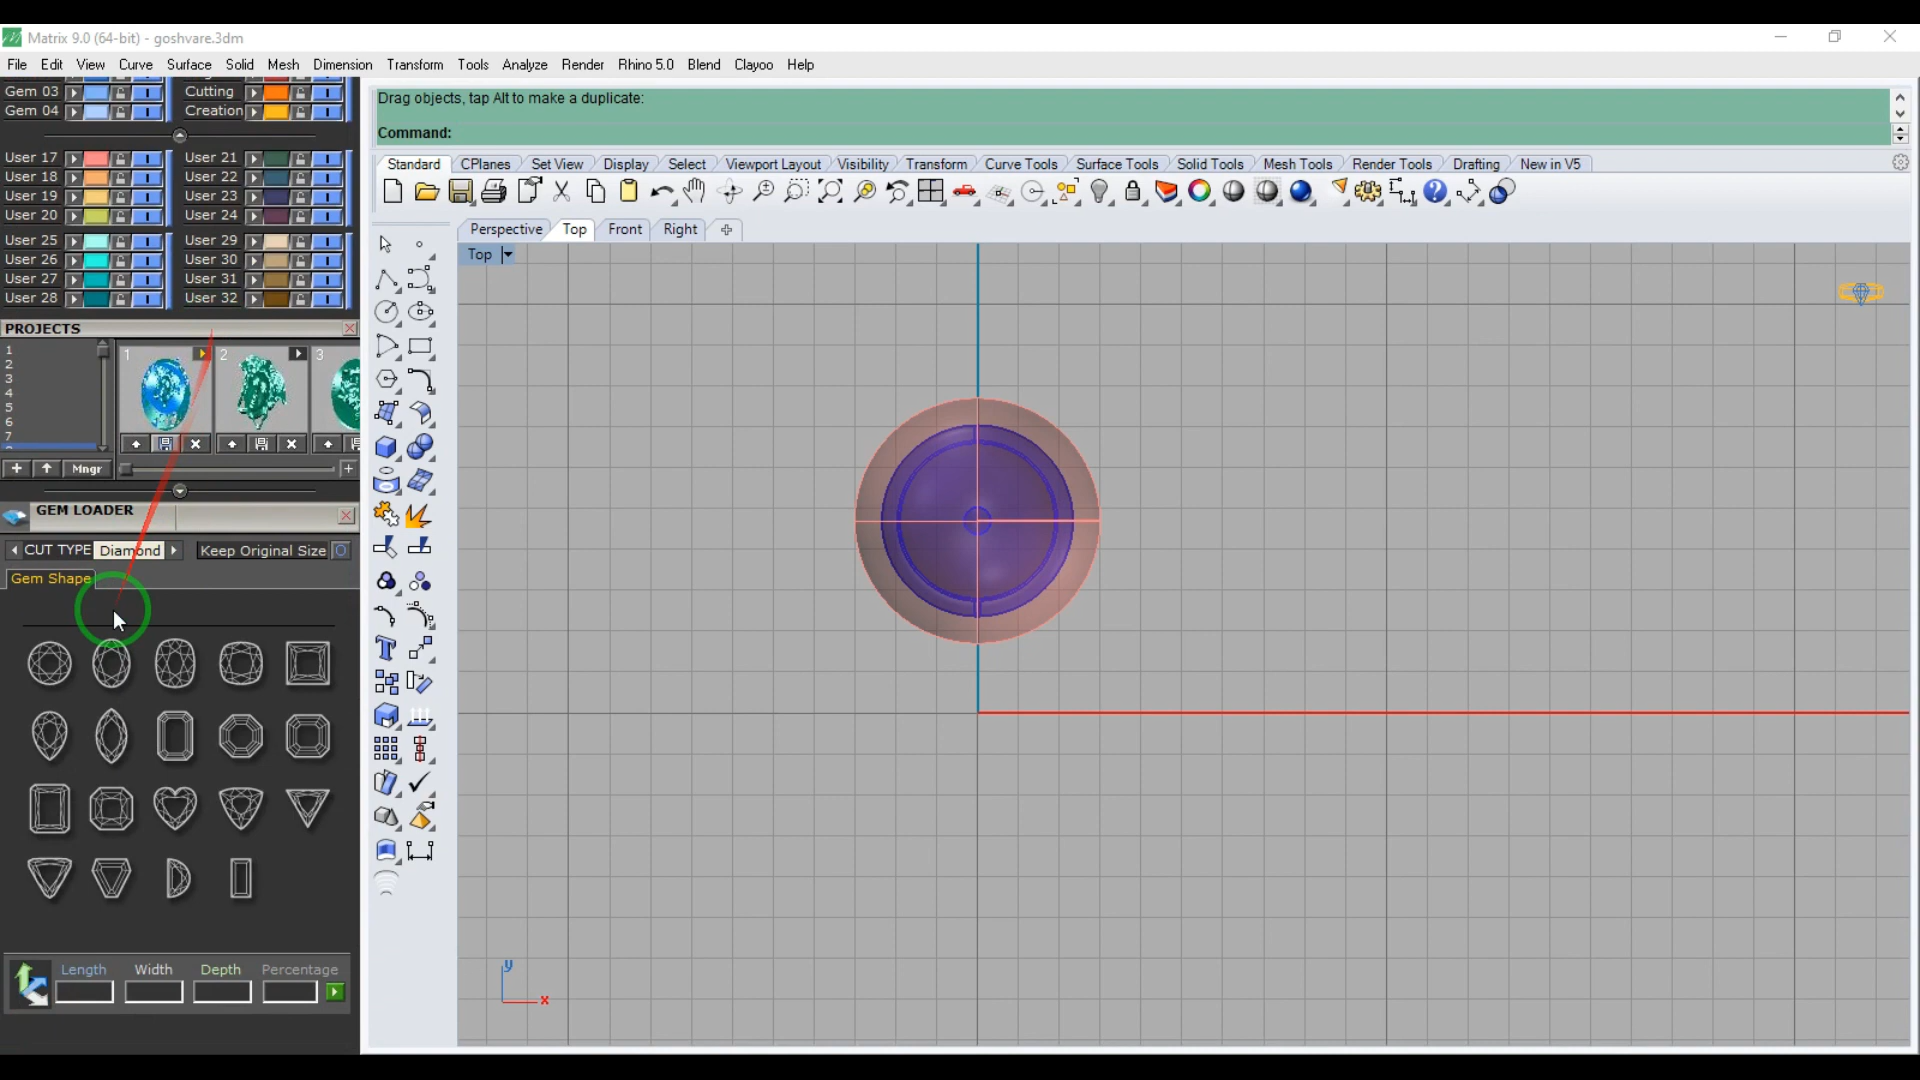 Matrix 9.0 (64-bit) - goshvare.3dm
File Edit View Curve Surface Solid Mesh Dimension Transform Tools Analyze Render Rhino 5.0 Blend Clayoo Help
Gem 03 Cutting
Gem 04 Creation
User 17 User 21
User 18 User 22
User 19 User 23
User 20 User 24
User 25 User 29
User 26 User 30
User 27 User 31
User 28 User 32
Drag objects, tap Alt to make a duplicate:
Command:
Standard CPlanes Set View Display Select Viewport Layout Visibility Transform Curve Tools Surface Tools Solid Tools Mesh Tools Render Tools Drafting New in V5
Perspective Top Front Right
Top
PROJECTS
1
2
3
4
5
6
7
1 2 3
Mngr
GEM LOADER
CUT TYPE Diamond Keep Original Size
Gem Shape
Length Width Depth Percentage
y
x